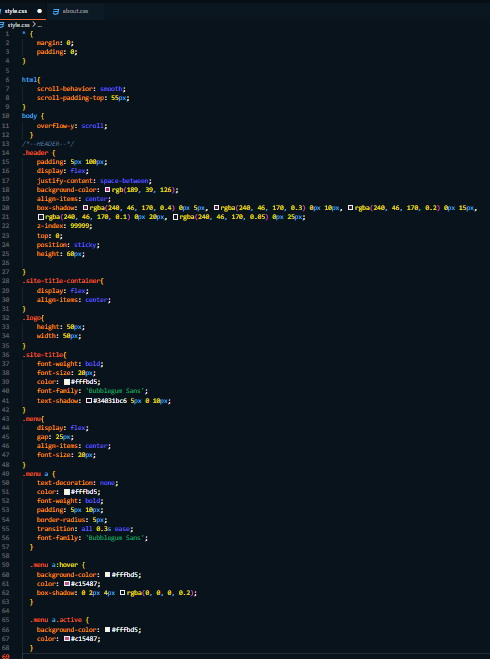 style.css
about.css
style.css > ...
1 * {
2 margin: 0;
3 padding: 0;
4 }
5
6 html{
7 scroll-behavior: smooth;
8 scroll-padding-top: 55px;
9 }
10 body {
11 overflow-y: scroll;
12 }
13 /*--HEADER--*/
14 .header {
15 padding: 5px 100px;
16 display: flex;
17 justify-content: space-between;
18 background-color: rgb(189, 39, 126);
19 align-items: center;
20 box-shadow: rgba(240, 46, 170, 0.4) 0px 5px, rgba(240, 46, 170, 0.3) 0px 10px, rgba(240, 46, 170, 0.2) 0px 15px,
21 rgba(240, 46, 170, 0.1) 0px 20px, rgba(240, 46, 170, 0.05) 0px 25px;
22 z-index: 99999;
23 top: 0;
24 position: sticky;
25 height: 60px;
26
27 }
28 .site-title-container{
29 display: flex;
30 align-items: center;
31 }
32 .logo{
33 height: 50px;
34 width: 50px;
35 }
36 .site-title{
37 font-weight: bold;
38 font-size: 20px;
39 color: #fffbd5;
40 font-family: 'Bubblegum Sans';
41 text-shadow: #34031bc6 5px 0 10px;
42 }
43 .menu{
44 display: flex;
45 gap: 25px;
46 align-items: center;
47 font-size: 20px;
48 }
49 .menu a {
50 text-decoration: none;
51 color: #fffbd5;
52 font-weight: bold;
53 padding: 5px 10px;
54 border-radius: 5px;
55 transition: all 0.3s ease;
56 font-family: 'Bubblegum Sans';
57 }
58
59 .menu a:hover {
60 background-color: #fffbd5;
61 color: #c15487;
62 box-shadow: 0 2px 4px rgba(0, 0, 0, 0.2);
63 }
64
65 .menu a.active {
66 background-color: #fffbd5;
67 color: #c15487;
68 }
69